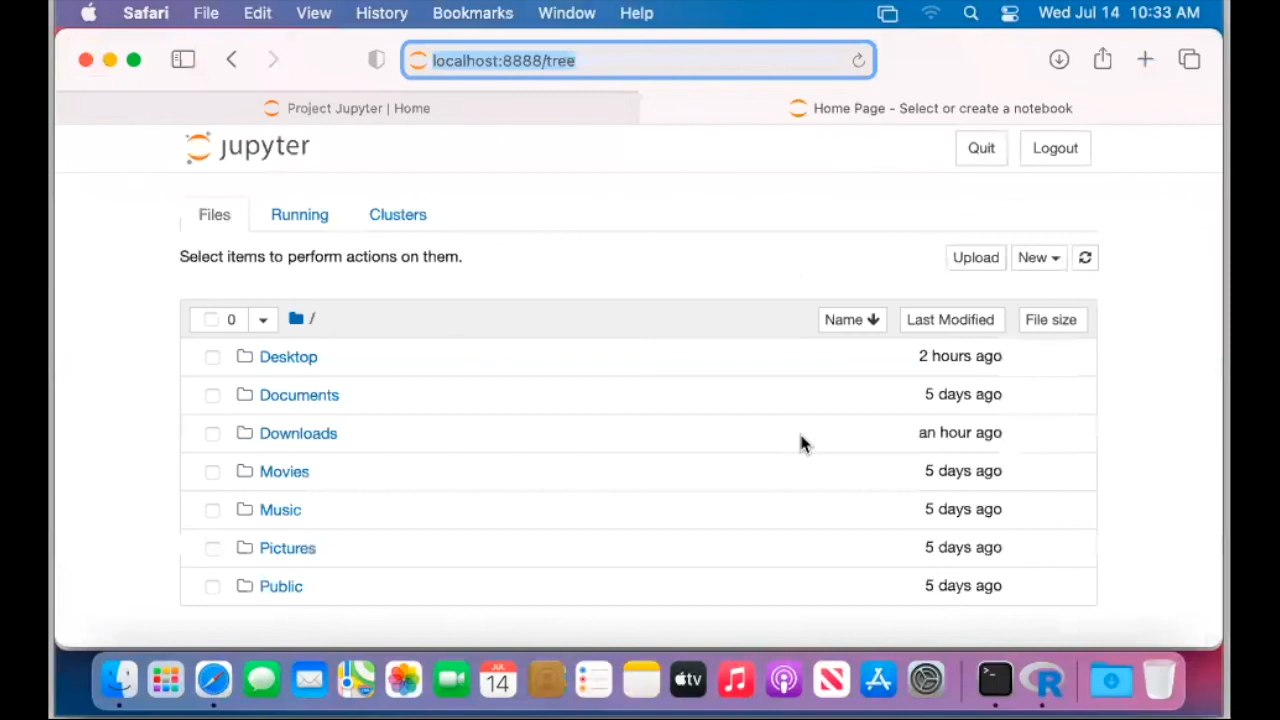 Safari File Edit View History Bookmarks Window Help Wed Jul 14 10:33 AM
localhost:8888/tree
Project Jupyter | Home Home Page - Select or create a notebook
jupyter Quit Logout
Files Running Clusters
Select items to perform actions on them. Upload New
0 / Name Last Modified File size
Desktop 2 hours ago
Documents 5 days ago
Downloads an hour ago
Movies 5 days ago
Music 5 days ago
Pictures 5 days ago
Public 5 days ago
JUL
14
tv
R